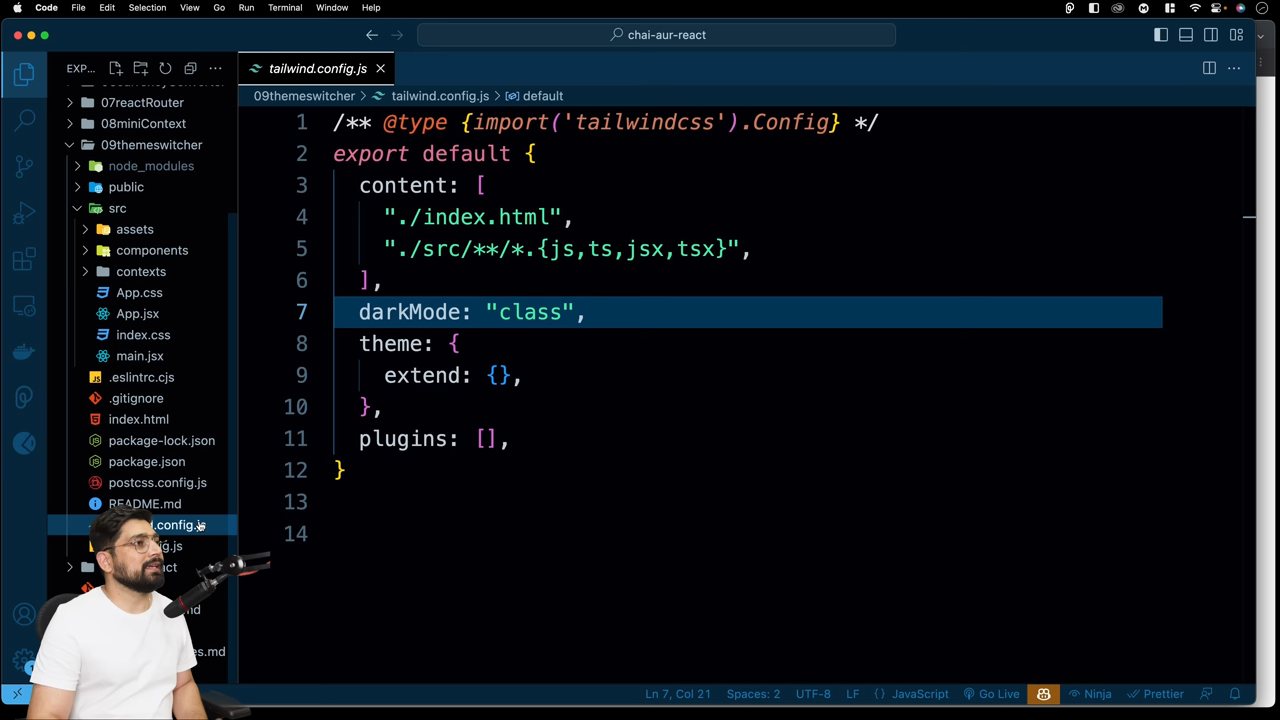 Code File Edit Selection View Go Run Terminal Window Help
chai-aur-react
EXP...
tailwind.config.js
09themeswitcher > tailwind.config.js > default
07reactRouter
08miniContext
09themeswitcher
node_modules
public
src
assets
components
contexts
App.css
App.jsx
index.css
main.jsx
.eslintrc.cjs
.gitignore
index.html
package-lock.json
package.json
postcss.config.js
README.md
1 /** @type {import('tailwindcss').Config} */
2 export default {
3 content: [
4 "./index.html",
5 "./src/**/*.{js,ts,jsx,tsx}",
6 ],
7 darkMode: "class",
8 theme: {
9 extend: {},
10 },
11 plugins: [],
12 }
13
14
Ln 7, Col 21 Spaces: 2 UTF-8 LF {} JavaScript Go Live Ninja Prettier